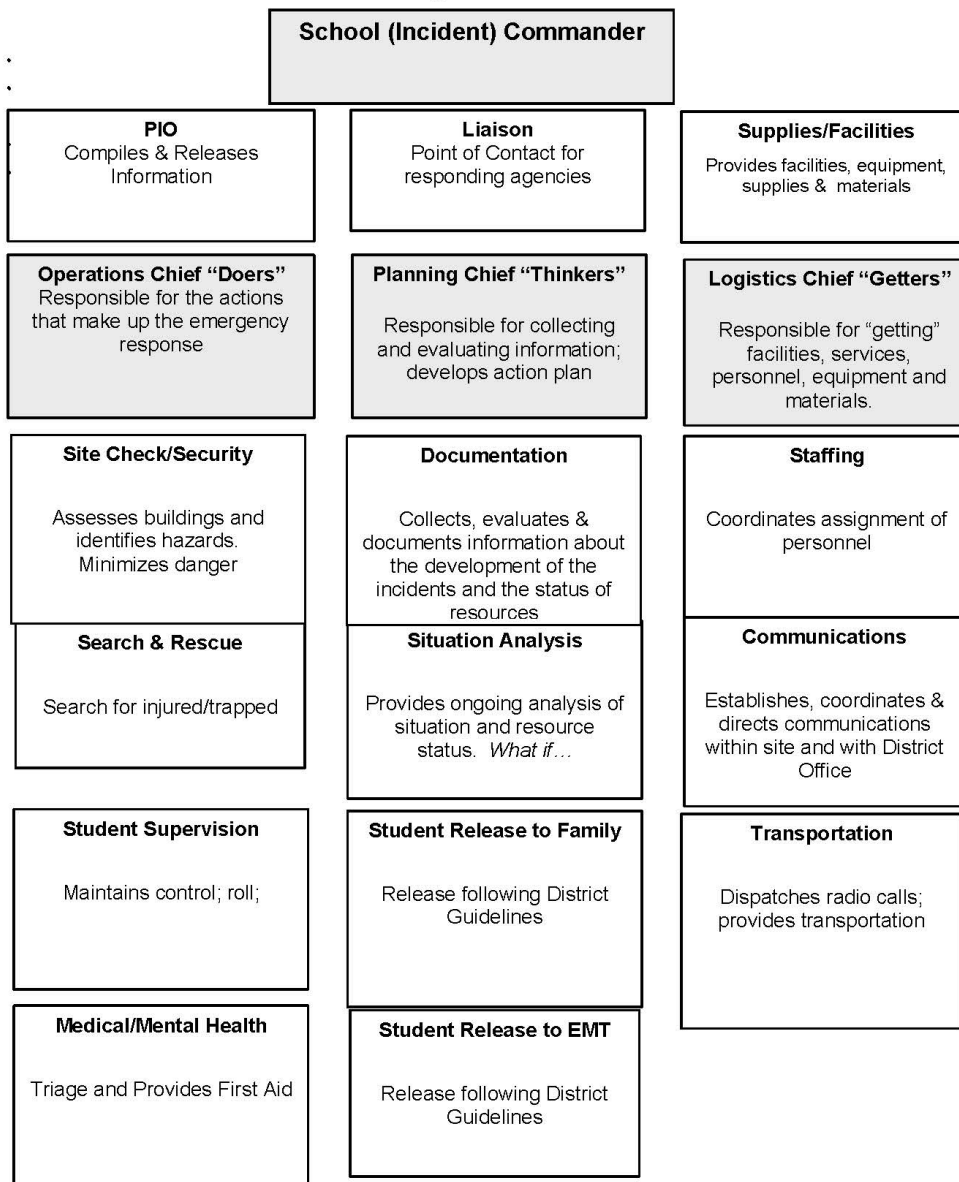 School (Incident) Commander
PIO
Compiles & Releases
Information
Liaison
Point of Contact for
responding agencies
Supplies/Facilities
Provides facilities, equipment,
supplies & materials
Operations Chief “Doers”
Responsible for the actions
that make up the emergency
response
Planning Chief “Thinkers”
Responsible for collecting
and evaluating information;
develops action plan
Logistics Chief “Getters”
Responsible for “getting”
facilities, services,
personnel, equipment and
materials.
Site Check/Security
Assesses buildings and
identifies hazards.
Minimizes danger
Documentation
Collects, evaluates &
documents information about
the development of the
incidents and the status of
resources
Staffing
Coordinates assignment of
personnel
Search & Rescue
Search for injured/trapped
Situation Analysis
Provides ongoing analysis of
situation and resource
status. What if…
Communications
Establishes, coordinates &
directs communications
within site and with District
Office
Student Supervision
Maintains control; roll;
Student Release to Family
Release following District
Guidelines
Transportation
Dispatches radio calls;
provides transportation
Medical/Mental Health
Triage and Provides First Aid
Student Release to EMT
Release following District
Guidelines